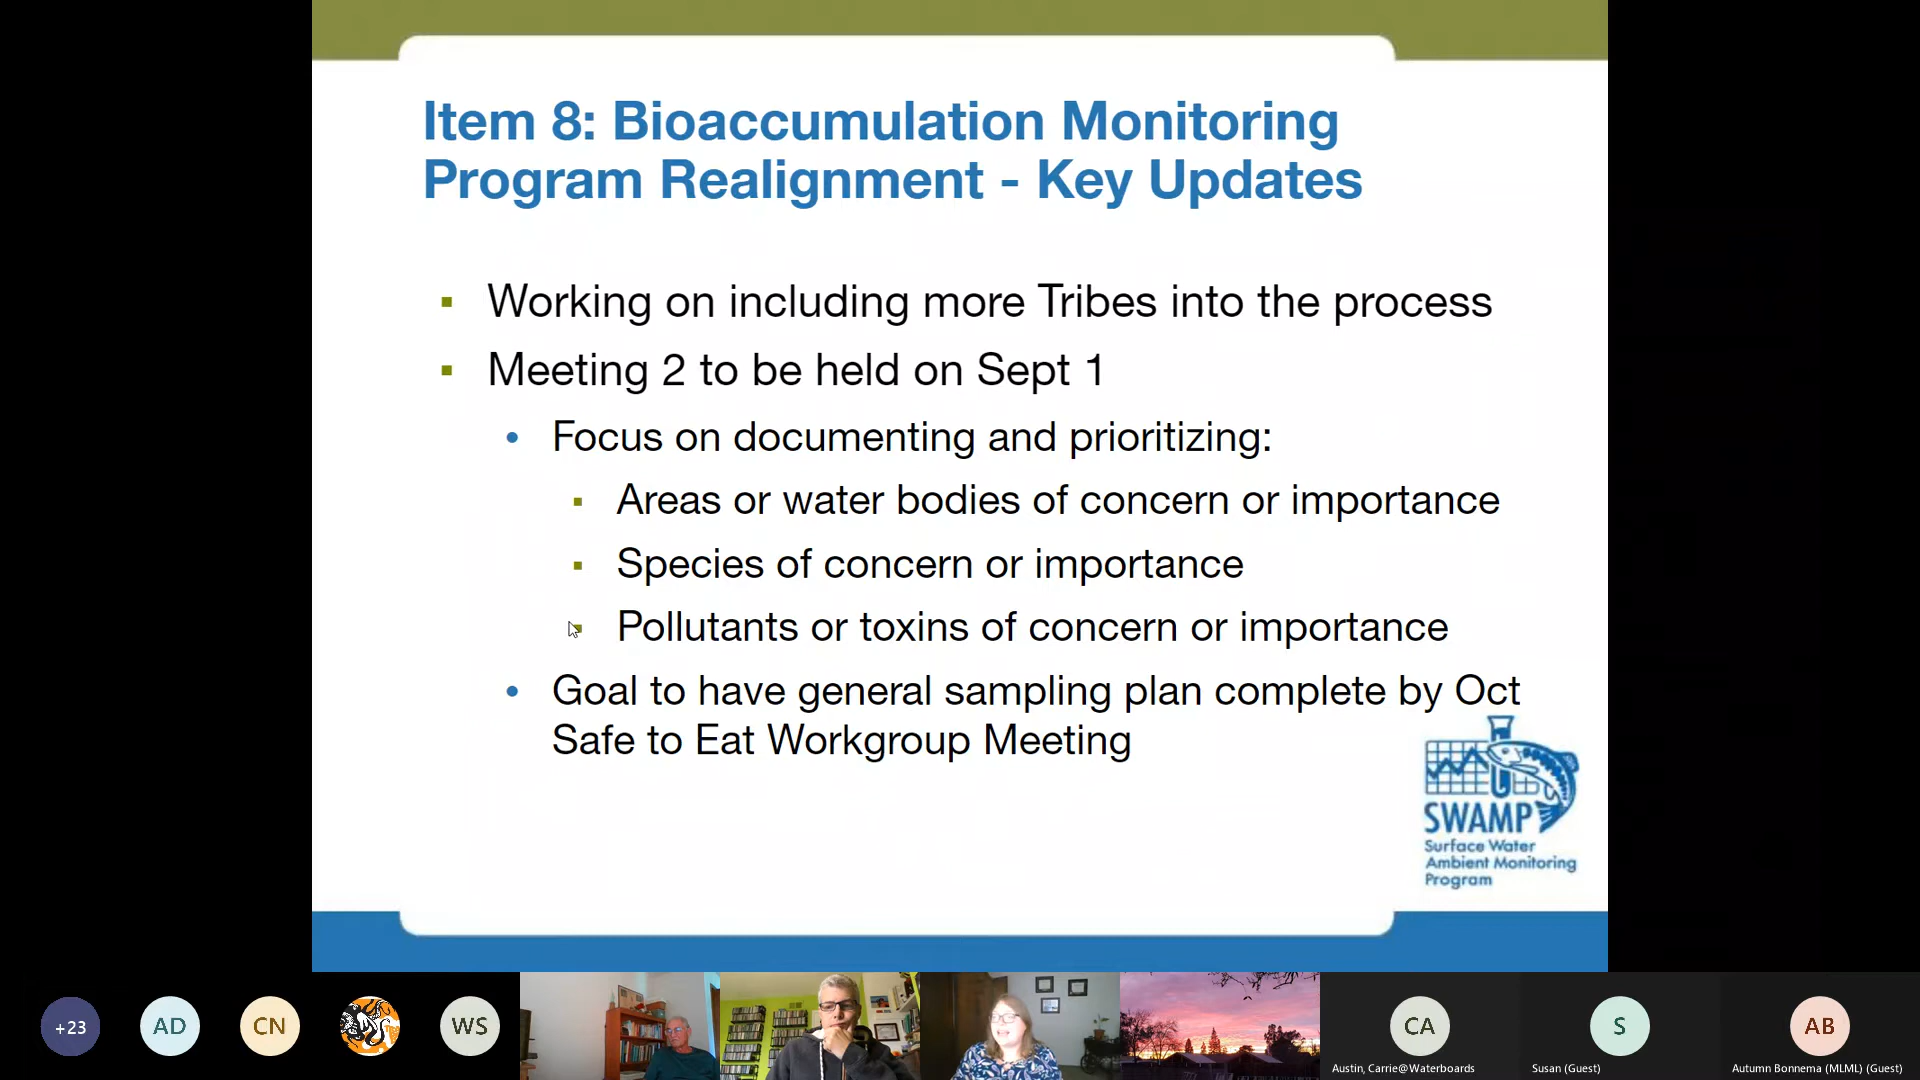 Item 8: Bioaccumulation Monitoring
Program Realignment - Key Updates
Working on including more Tribes into the process
Meeting 2 to be held on Sept 1
Focus on documenting and prioritizing:
Areas or water bodies of concern or importance
Species of concern or importance
Pollutants or toxins of concern or importance
Goal to have general sampling plan complete by Oct
Safe to Eat Workgroup Meeting
SWAMP
Surface Water
Ambient Monitoring
Program
+23
AD
CN
WS
CA
Austin, Carrie@Waterboards
S
Susan (Guest)
AB
Autumn Bonnema (MLML) (Guest)